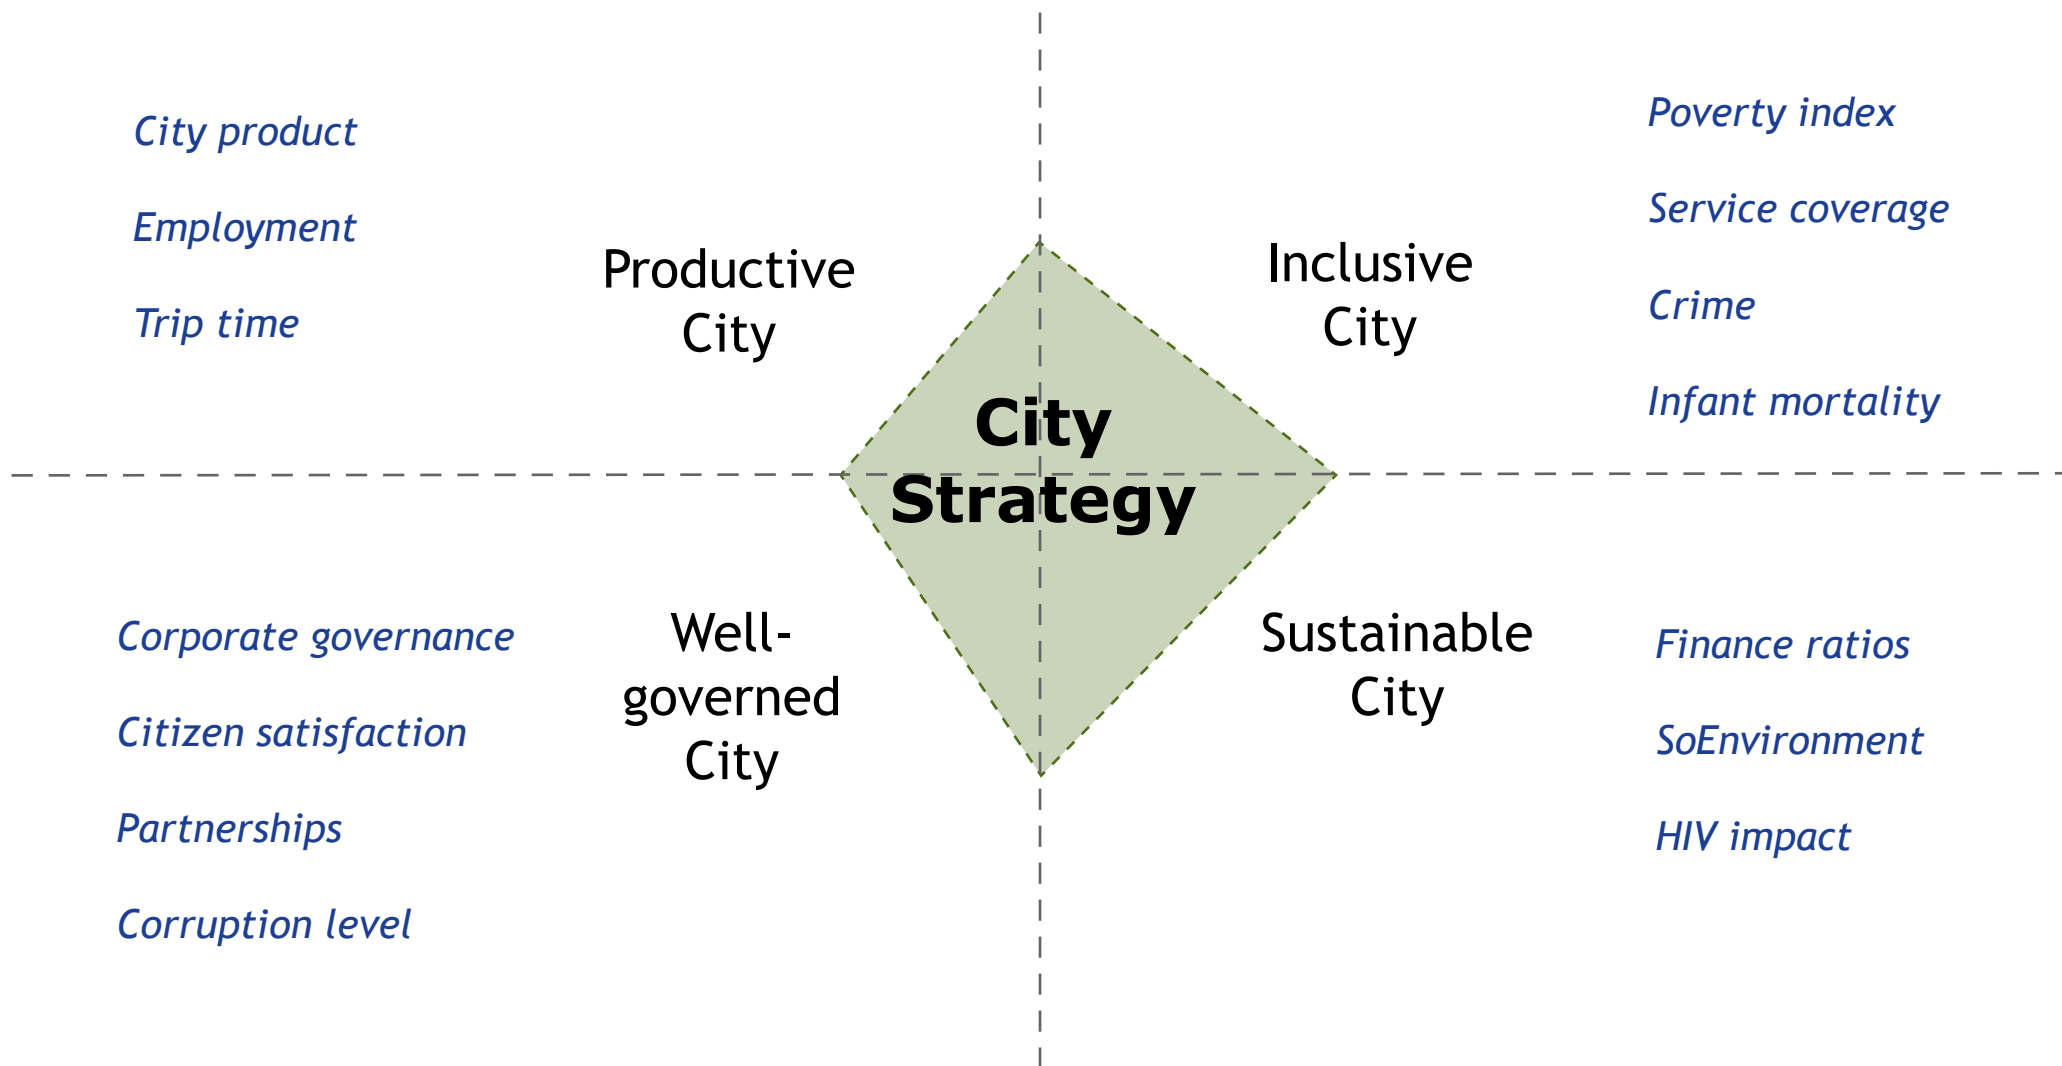 City product
Employment
Trip time
Productive
City
Inclusive
City
Poverty index
Service coverage
Crime
Infant mortality
City
Strategy
Corporate governance
Citizen satisfaction
Partnerships
Corruption level
Well-
governed
City
Sustainable
City
Finance ratios
SoEnvironment
HIV impact